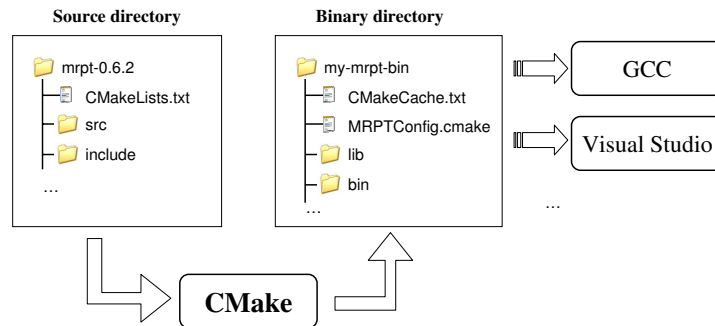 Source directory
mrpt-0.6.2
CMakeLists.txt
src
include
...
Binary directory
my-mrpt-bin
CMakeCache.txt
MRPTConfig.cmake
lib
bin
...
GCC
Visual Studio
...
CMake